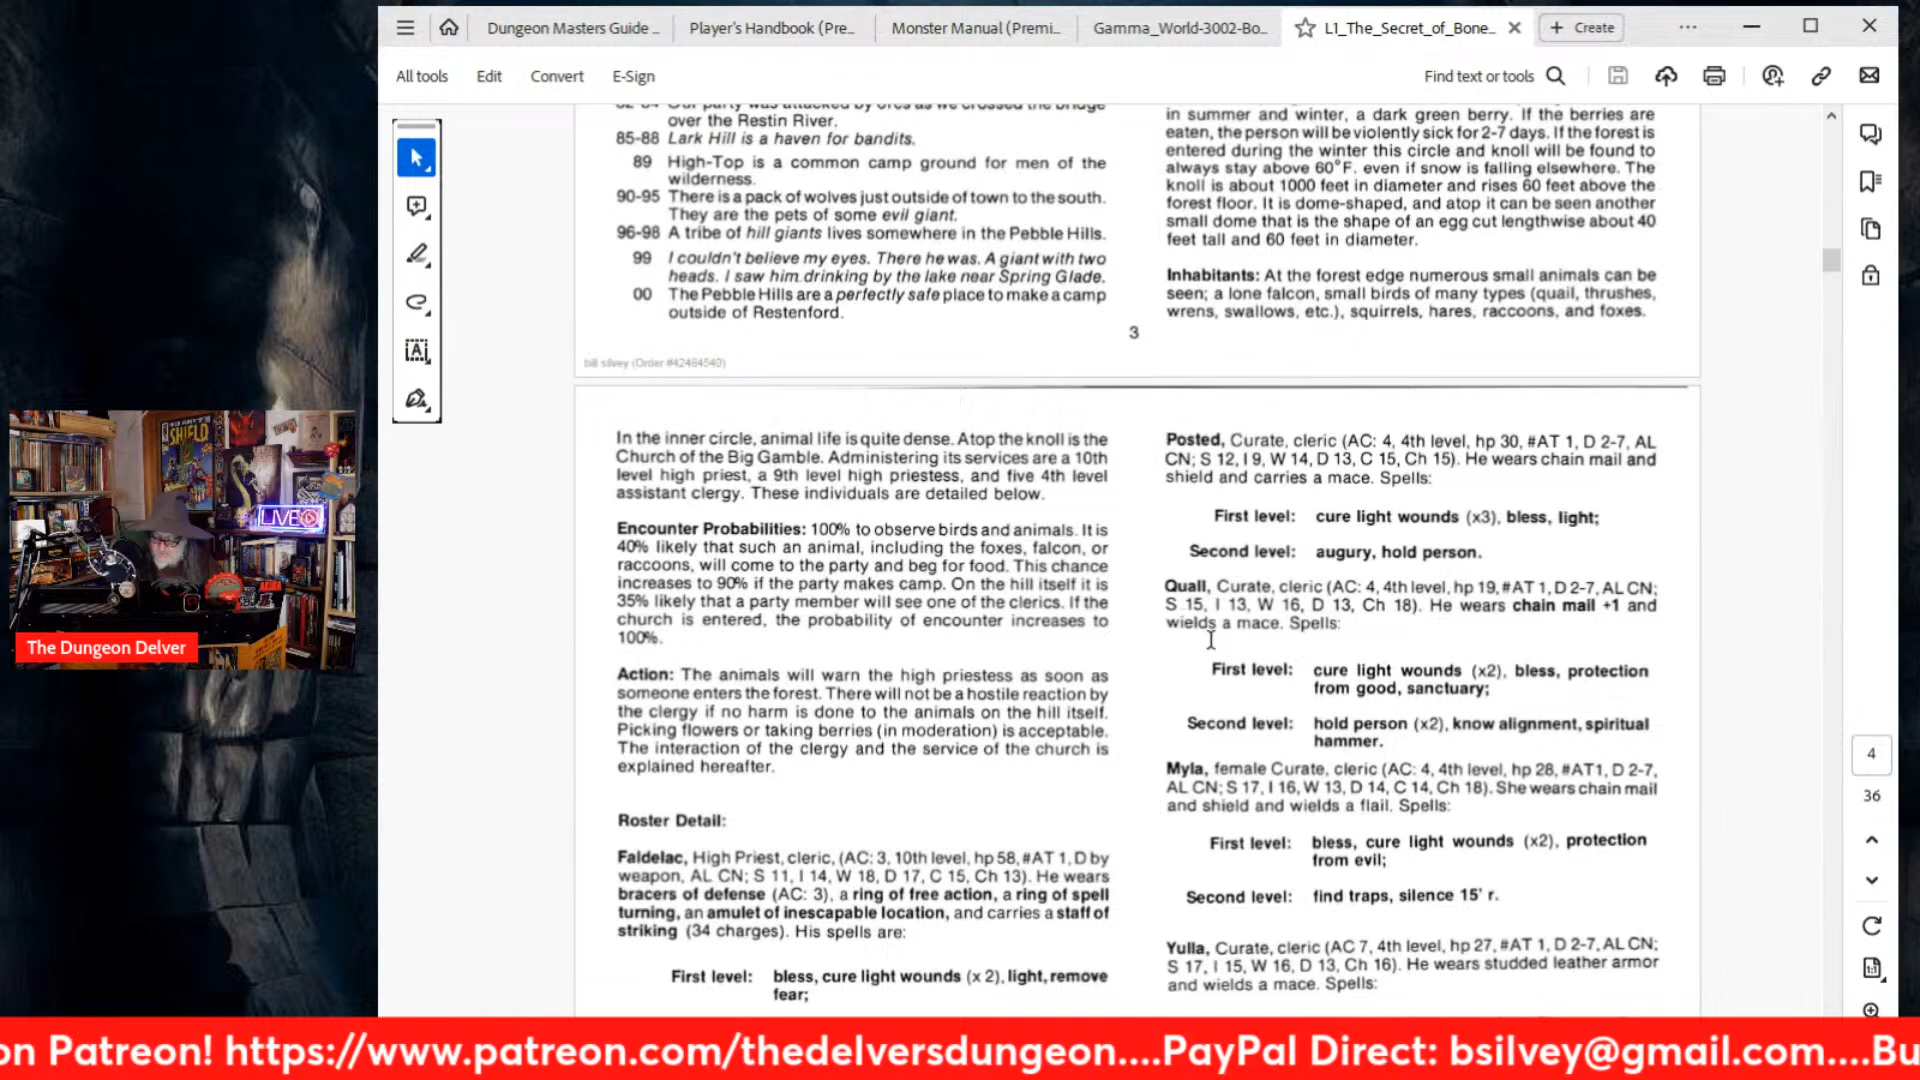 Dungeon Masters Guide ...
Player's Handbook (Pre...
Monster Manual (Premi...
Gamma_World-3002-Bo...
L1_The_Secret_of_Bone...
Create
All tools
Edit
Convert
E-Sign
Find text or tools
over the Restin River.
85-88 Lark Hill is a haven for bandits.
89 High-Top is a common camp ground for men of the
wilderness.
90-95 There is a pack of wolves just outside of town to the south.
They are the pets of some evil giant.
96-98 A tribe of hill giants lives somewhere in the Pebble Hills.
99 I couldn't believe my eyes. There he was. A giant with two
heads. I saw him drinking by the lake near Spring Glade.
00 The Pebble Hills are a perfectly safe place to make a camp
outside of Restenford.
in summer and winter, a dark green berry. If the berries are
eaten, the person will be violently sick for 2-7 days. If the forest is
entered during the winter this circle and knoll will be found to
always stay above 60°F. even if snow is falling elsewhere. The
knoll is about 1000 feet in diameter and rises 60 feet above the
forest floor. It is dome-shaped, and atop it can be seen another
small dome that is the shape of an egg cut lengthwise about 40
feet tall and 60 feet in diameter.
Inhabitants: At the forest edge numerous small animals can be
seen; a lone falcon, small birds of many types (quail, thrushes,
wrens, swallows, etc.), squirrels, hares, raccoons, and foxes.
3
bill silvey (Order #42484540)
In the inner circle, animal life is quite dense. Atop the knoll is the
Church of the Big Gamble. Administering its services are a 10th
level high priest, a 9th level high priestess, and five 4th level
assistant clergy. These individuals are detailed below.
Encounter Probabilities: 100% to observe birds and animals. It is
40% likely that such an animal, including the foxes, falcon, or
raccoons, will come to the party and beg for food. This chance
increases to 90% if the party makes camp. On the hill itself it is
35% likely that a party member will see one of the clerics. If the
church is entered, the probability of encounter increases to
100%.
Action: The animals will warn the high priestess as soon as
someone enters the forest. There will not be a hostile reaction by
the clergy if no harm is done to the animals on the hill itself.
Picking flowers or taking berries (in moderation) is acceptable.
The interaction of the clergy and the service of the church is
explained hereafter.
Roster Detail:
Faldelac, High Priest, cleric, (AC: 3, 10th level, hp 58, #AT 1, D by
weapon, AL CN; S 11, I 14, W 18, D 17, C 15, Ch 13). He wears
bracers of defense (AC: 3), a ring of free action, a ring of spell
turning, an amulet of inescapable location, and carries a staff of
striking (34 charges). His spells are:
First level: bless, cure light wounds (x 2), light, remove
fear;
Posted, Curate, cleric (AC: 4, 4th level, hp 30, #AT 1, D 2-7, AL
CN; S 12, I 9, W 14, D 13, C 15, Ch 15). He wears chain mail and
shield and carries a mace. Spells:
First level: cure light wounds (x3), bless, light;
Second level: augury, hold person.
Quall, Curate, cleric (AC: 4, 4th level, hp 19, #AT 1, D 2-7, AL CN;
S 15, I 13, W 16, D 13, Ch 18). He wears chain mail +1 and
wields a mace. Spells:
First level: cure light wounds (x2), bless, protection
from good, sanctuary;
Second level: hold person (x2), know alignment, spiritual
hammer.
Myla, female Curate, cleric (AC: 4, 4th level, hp 28, #AT1, D 2-7,
AL CN; S 17, I 16, W 13, D 14, C 14, Ch 18). She wears chain mail
and shield and wields a flail. Spells:
First level: bless, cure light wounds (x2), protection
from evil;
Second level: find traps, silence 15' r.
Yulla, Curate, cleric (AC 7, 4th level, hp 27, #AT 1, D 2-7, AL CN;
S 17, I 15, W 16, D 13, Ch 16). He wears studded leather armor
and wields a mace. Spells:
4
36
SHIELD
LIVE
The Dungeon Delver
on Patreon! https://www.patreon.com/thedelversdungeon....PayPal Direct: bsilvey@gmail.com....Bu